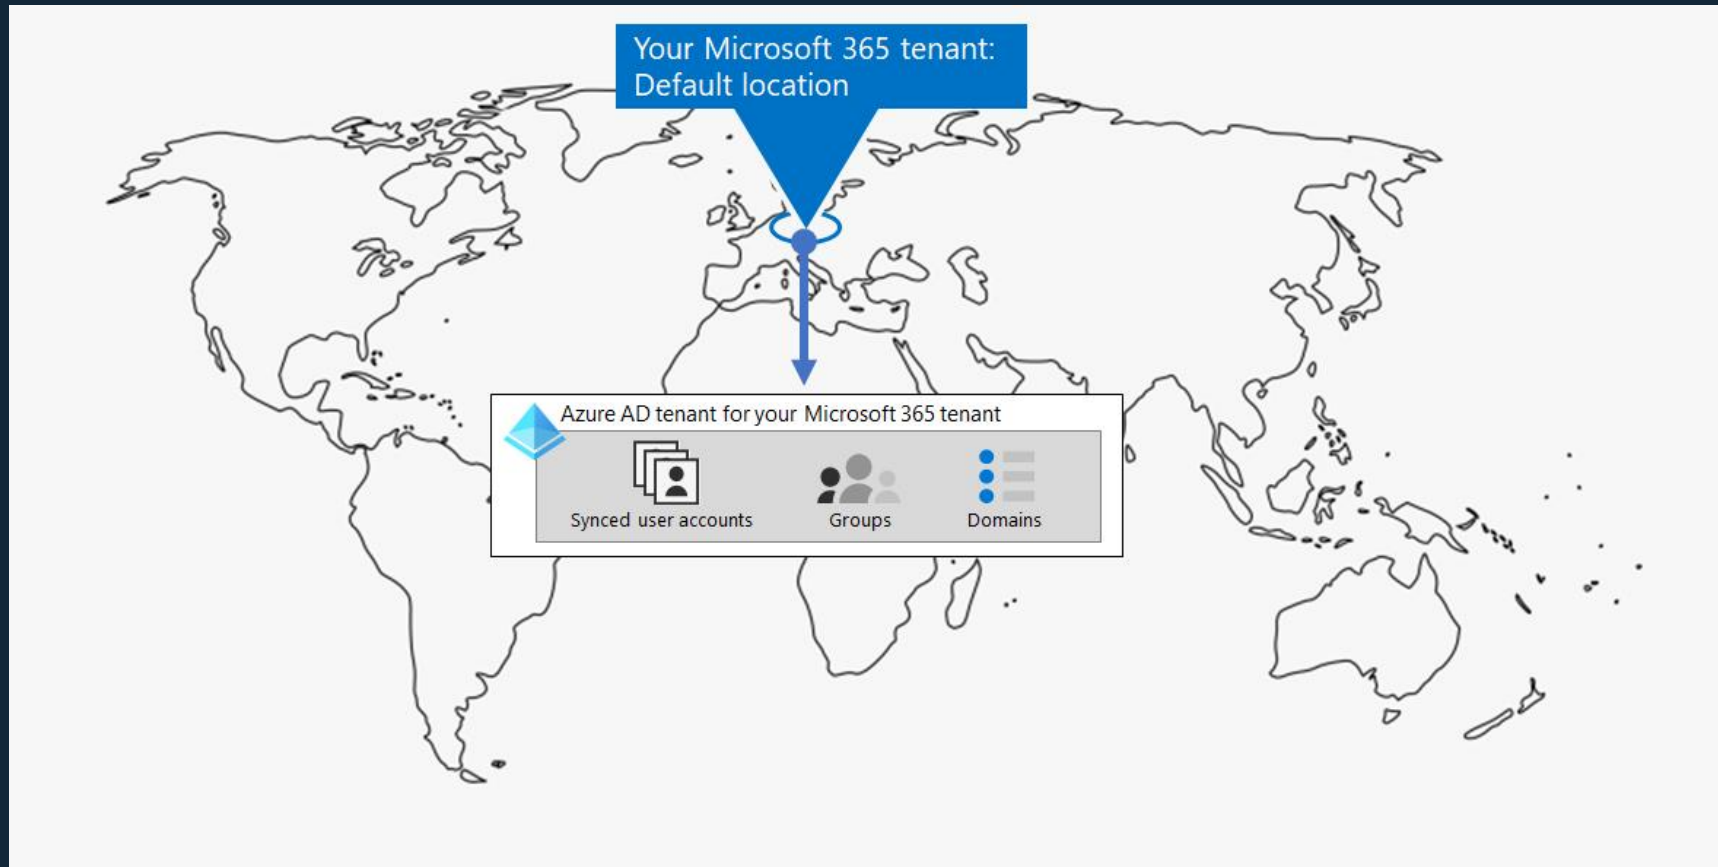 Your Microsoft 365 tenant:
Default location
Azure AD tenant for your Microsoft 365 tenant
Synced user accounts
Groups
Domains